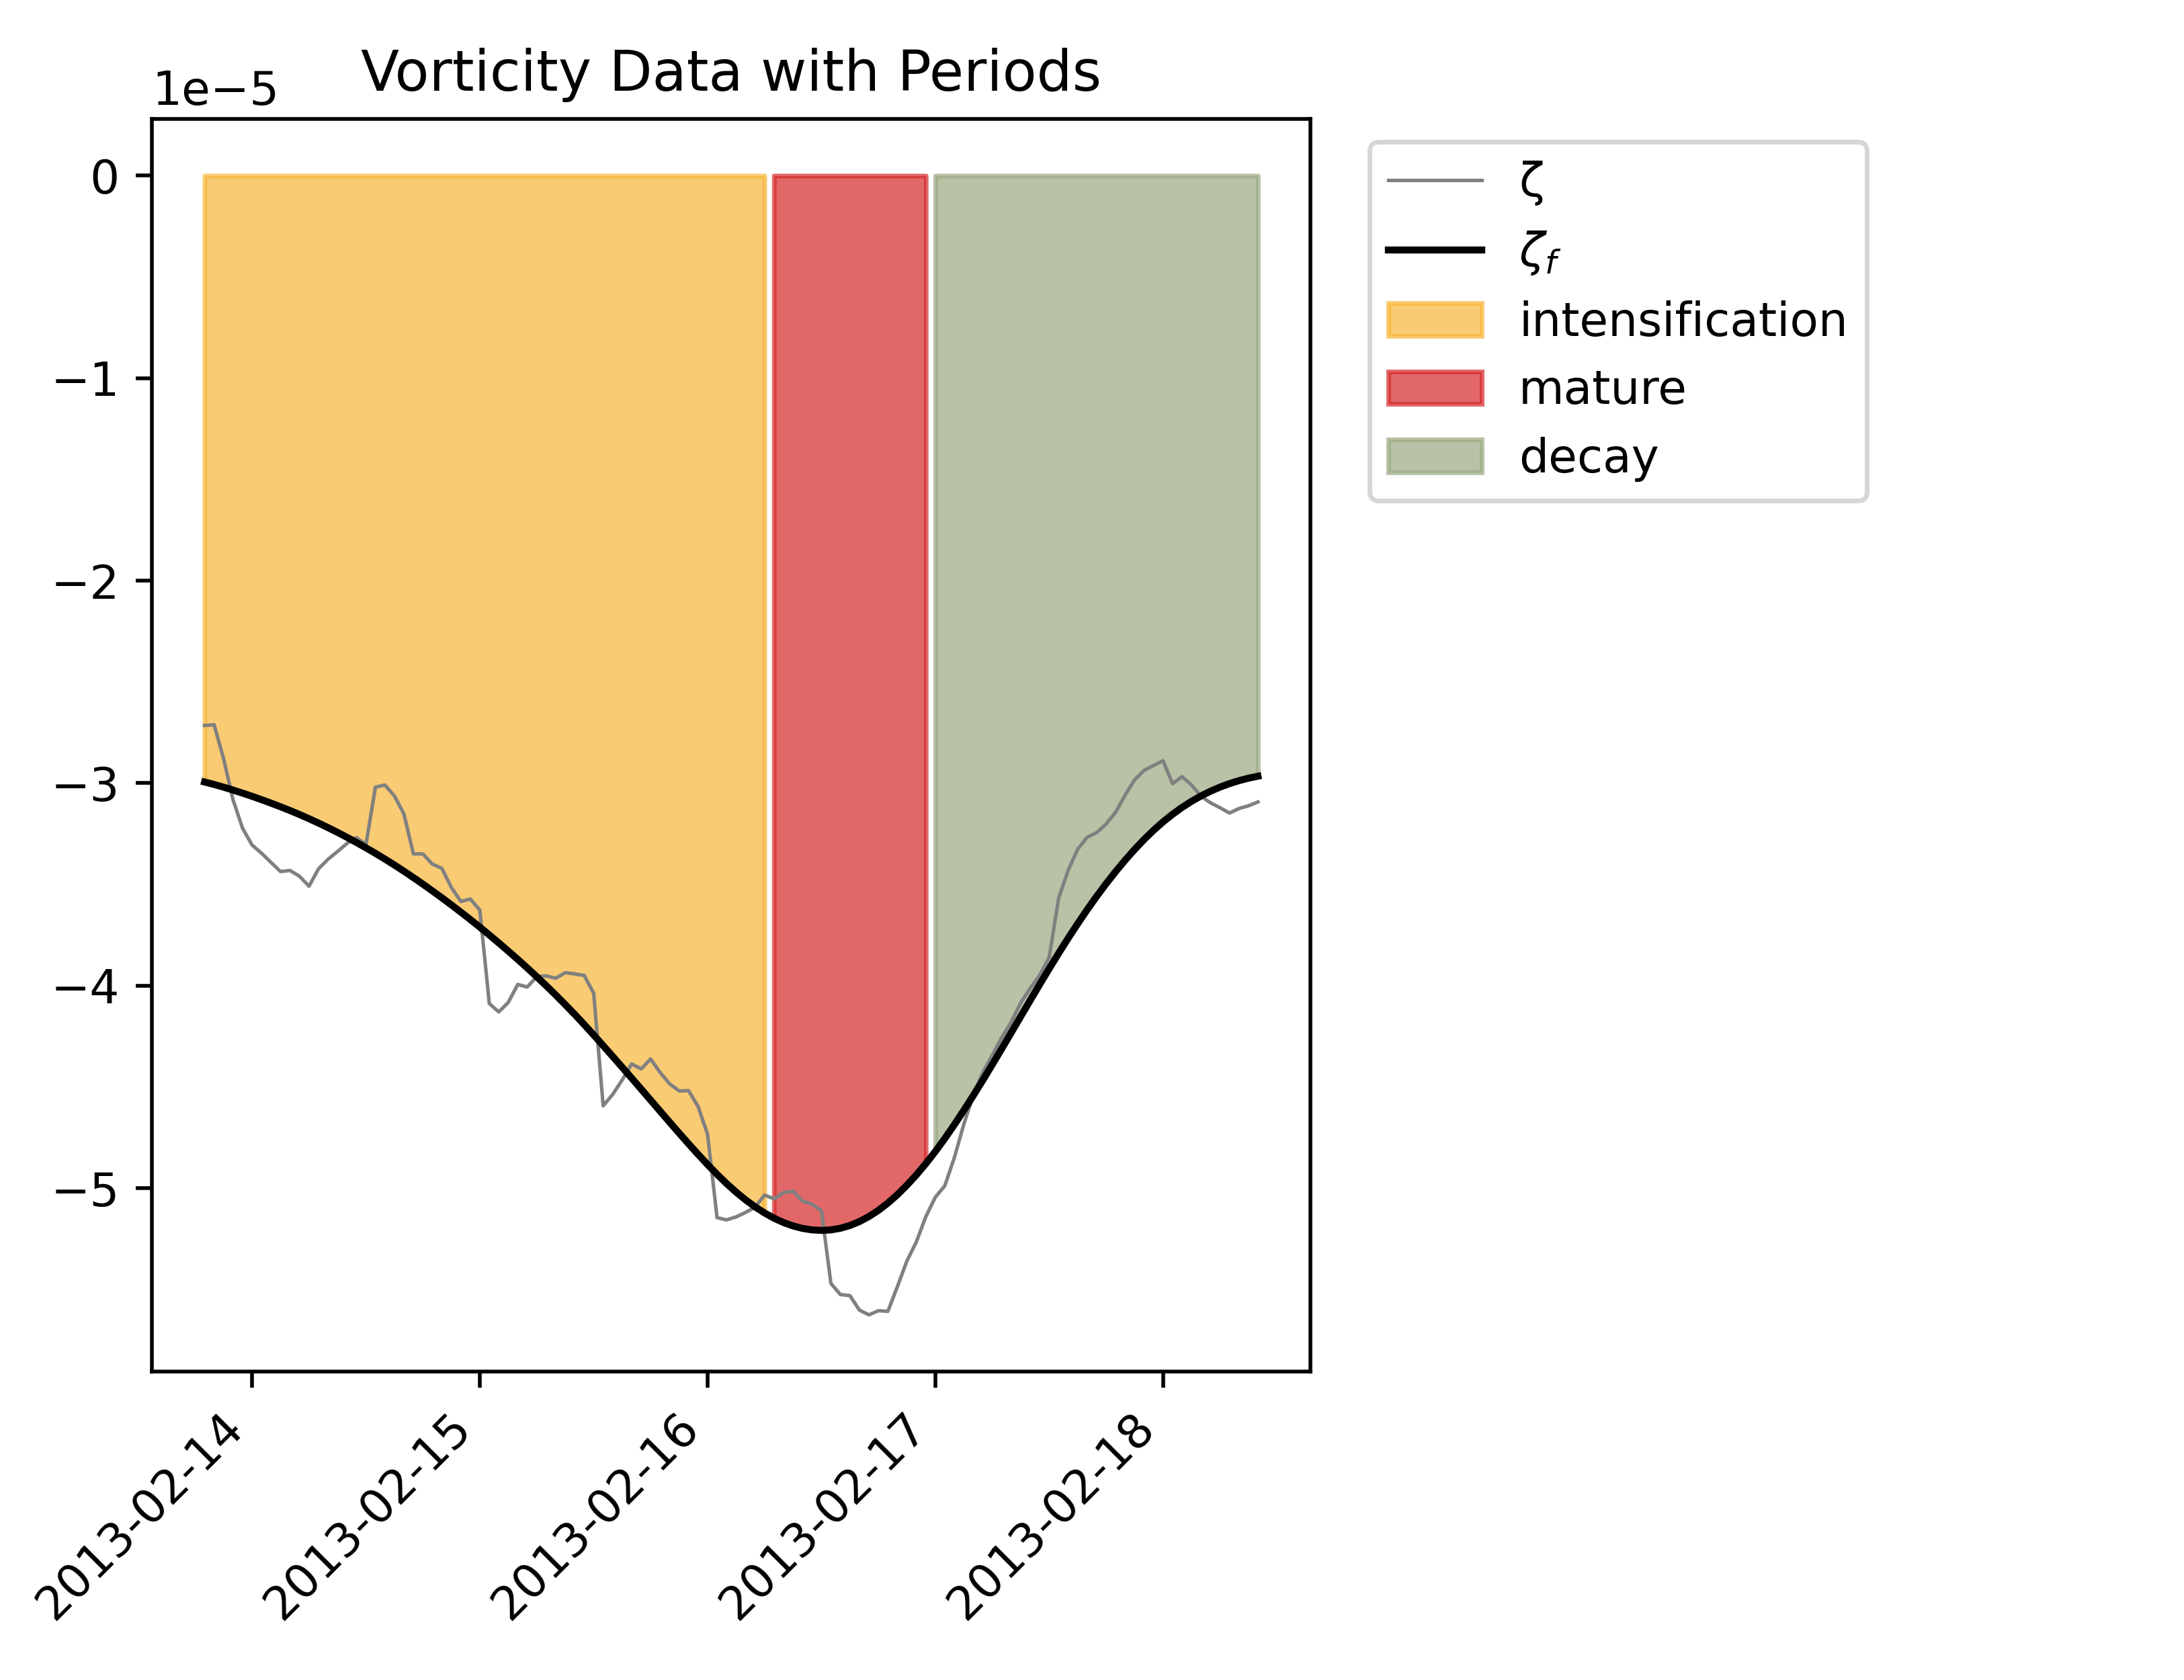 Vorticity Data with Periods
1e−5
0
−1
−2
−3
−4
−5
2013-02-14
2013-02-15
2013-02-16
2013-02-17
2013-02-18
ζ
ζf
intensification
mature
decay